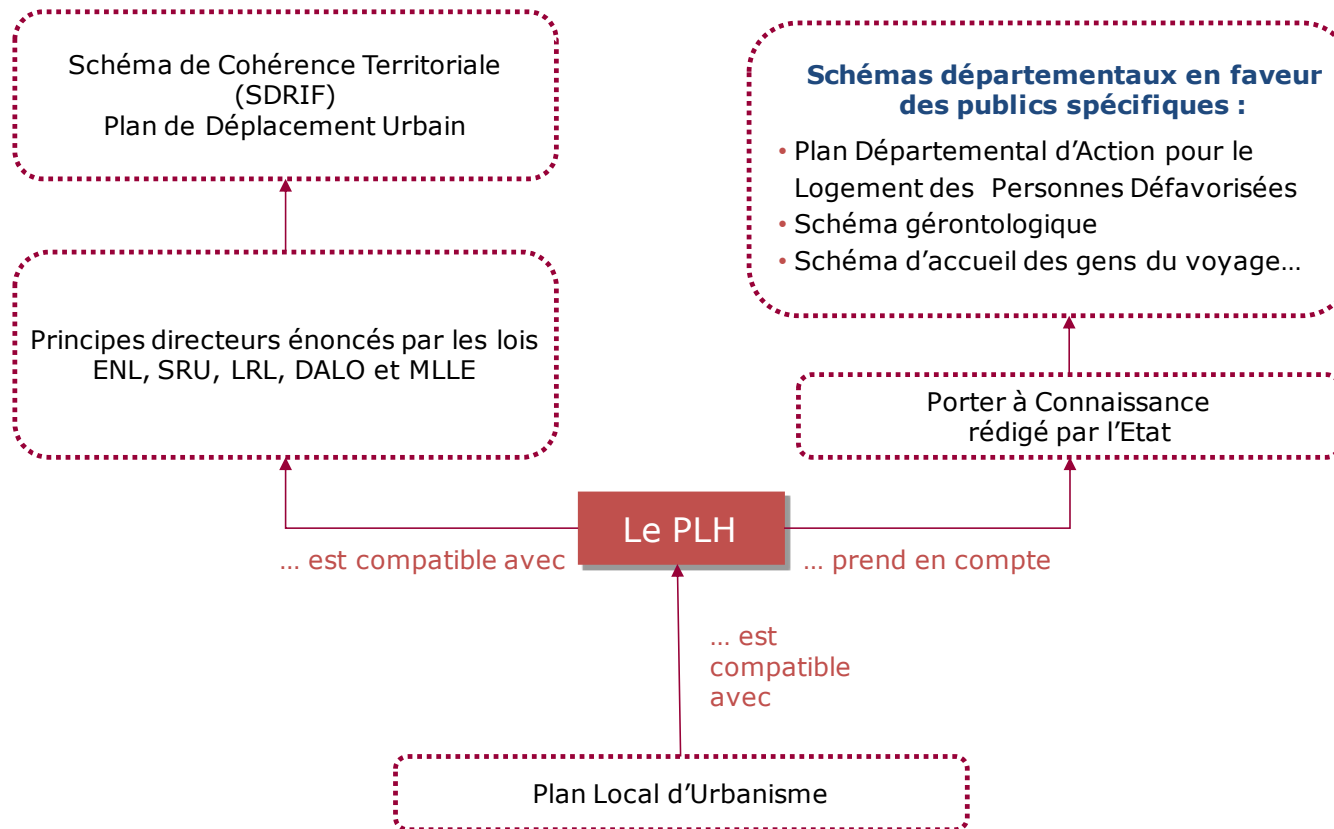 Schéma de Cohérence Territoriale
(SDRIF)
Plan de Déplacement Urbain
Schémas départementaux en faveur
des publics spécifiques :
• Plan Départemental d’Action pour le
Logement des Personnes Défavorisées
• Schéma gérontologique
• Schéma d’accueil des gens du voyage…
Principes directeurs énoncés par les lois
ENL, SRU, LRL, DALO et MLLE
Porter à Connaissance
rédigé par l’Etat
Le PLH
… est compatible avec
… prend en compte
… est
compatible
avec
Plan Local d’Urbanisme